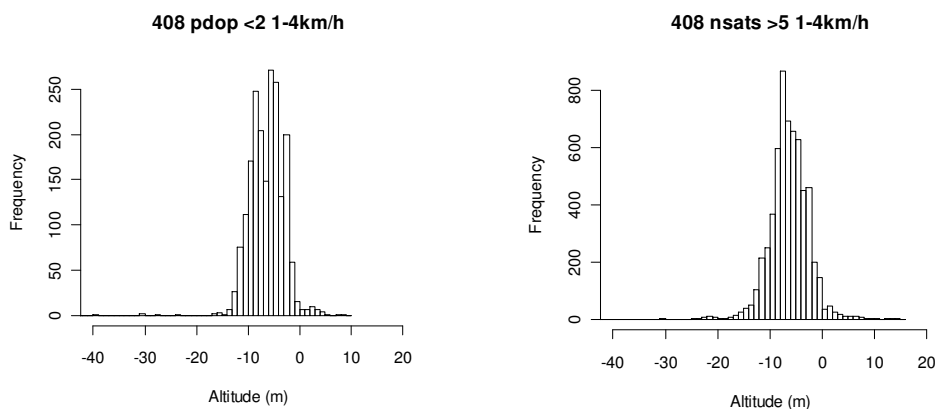 408 pdop <2 1-4km/h
Frequency
250
200
150
100
50
0
-40 -30 -20 -10 0 10 20
Altitude (m)
408 nsats >5 1-4km/h
Frequency
800
600
400
200
0
-40 -30 -20 -10 0 10 20
Altitude (m)